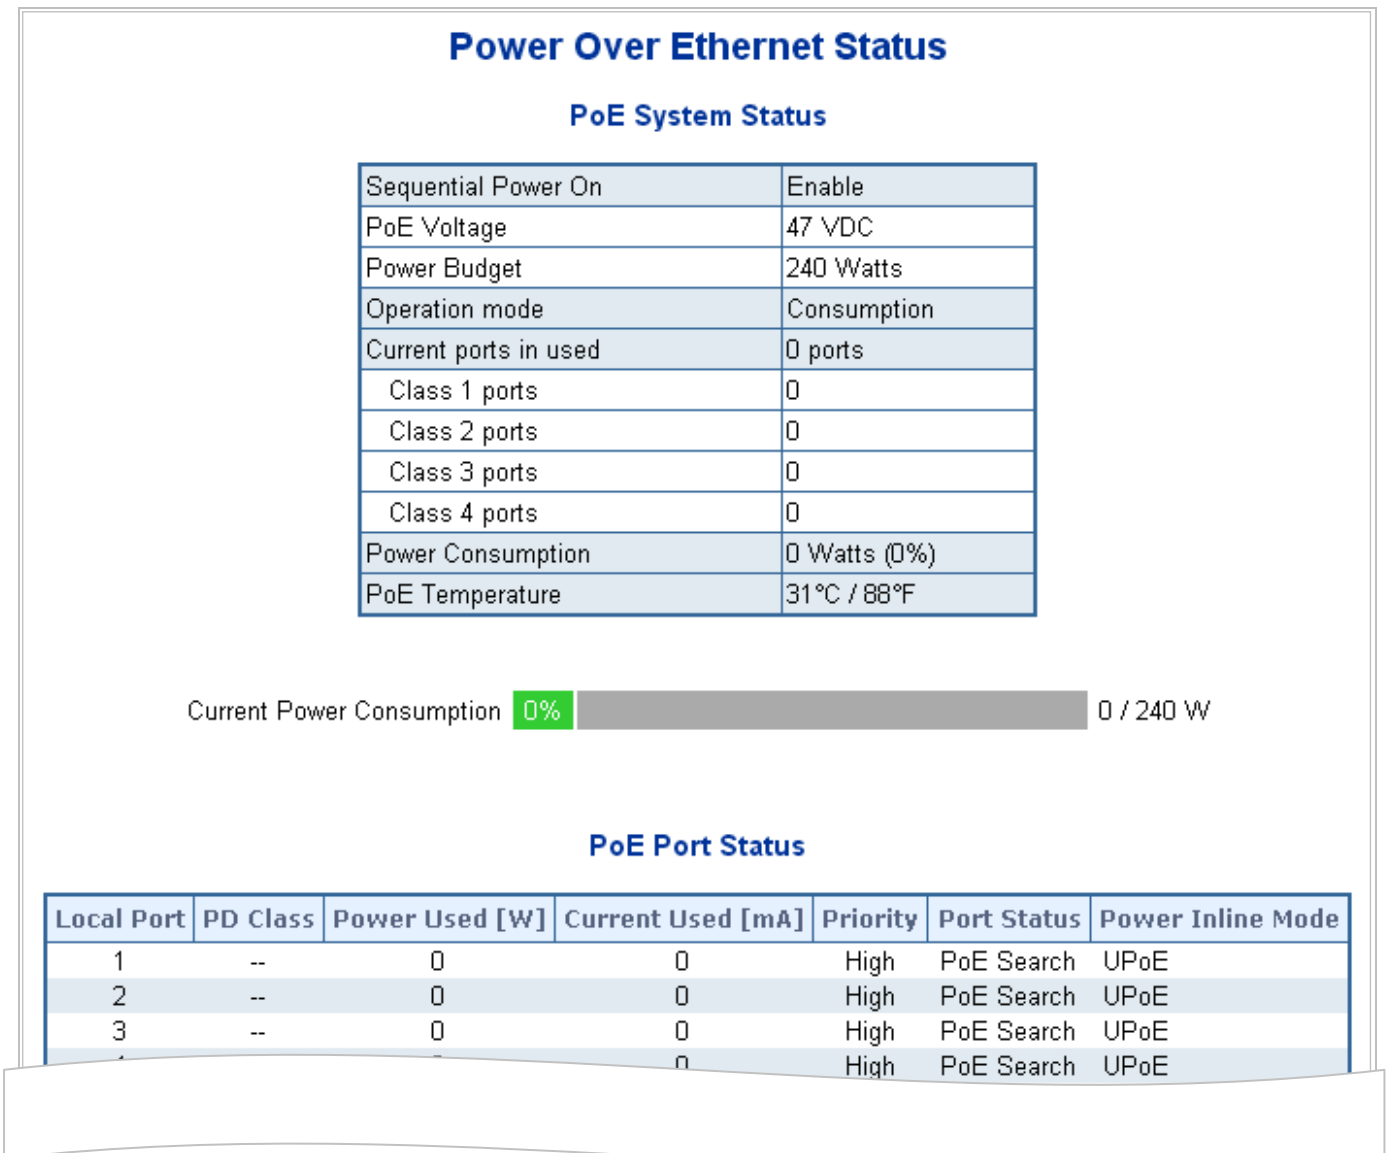 Power Over Ethernet Status
PoE System Status
Sequential Power On Enable
PoE Voltage 47 VDC
Power Budget 240 Watts
Operation mode Consumption
Current ports in used 0 ports
Class 1 ports 0
Class 2 ports 0
Class 3 ports 0
Class 4 ports 0
Power Consumption 0 Watts (0%)
PoE Temperature 31°C / 88°F
Current Power Consumption 0% 0 / 240 W
PoE Port Status
Local Port PD Class Power Used [W] Current Used [mA] Priority Port Status Power Inline Mode
1 -- 0 0 High PoE Search UPoE
2 -- 0 0 High PoE Search UPoE
3 -- 0 0 High PoE Search UPoE
0 High PoE Search UPoE